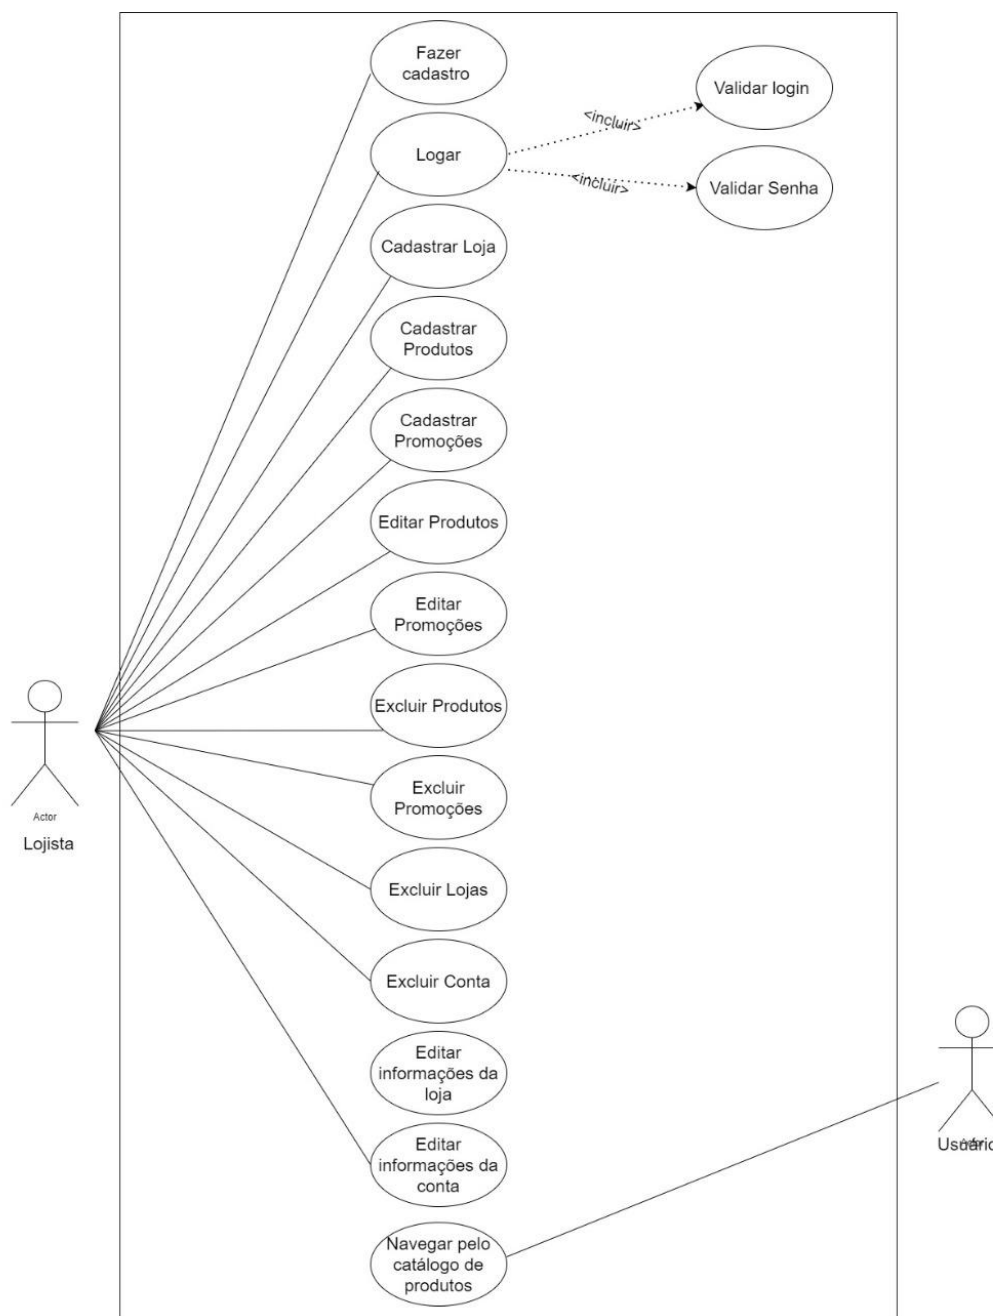 Fazer
cadastro
Validar login
<incluir>
Logar
<incluir>
Validar Senha
Cadastrar Loja
Cadastrar
Produtos
Cadastrar
Promoções
Editar Produtos
Editar
Promoções
Excluir Produtos
Excluir
Promoções
Actor
Lojista
Excluir Lojas
Excluir Conta
Editar
informações da
loja
Editar
informações da
conta
Usuário
Navegar pelo
catálogo de
produtos